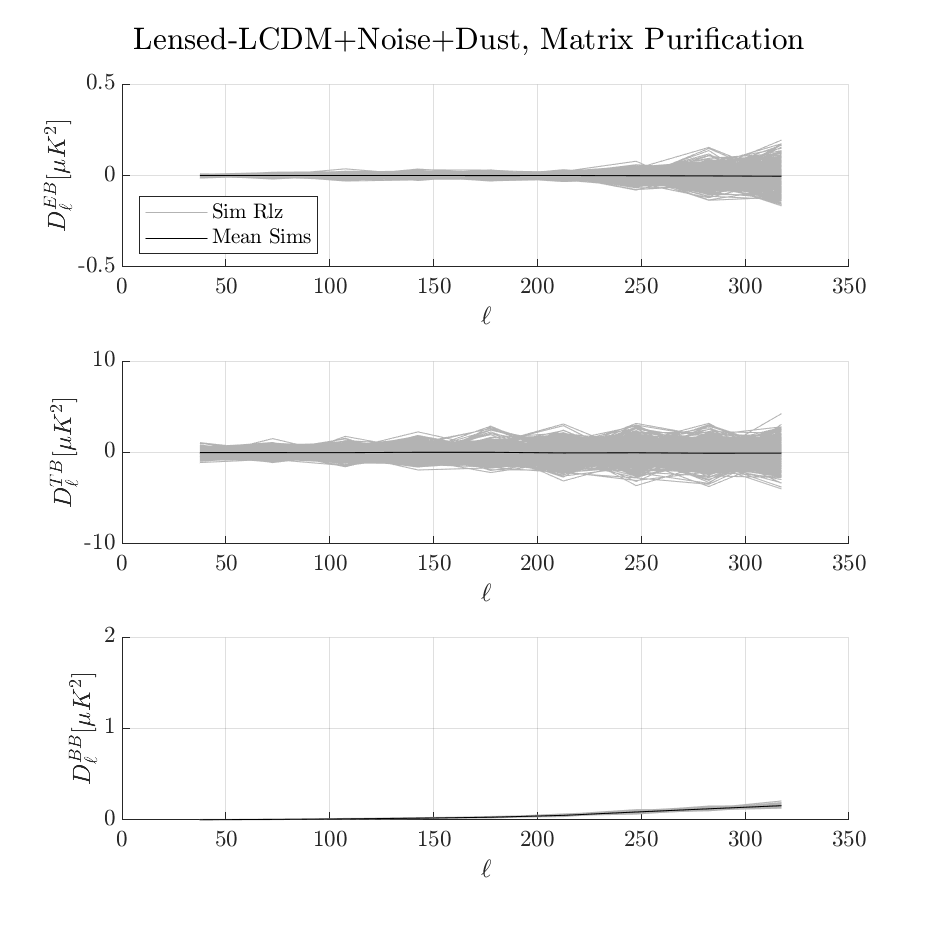 Lensed-LCDM+Noise+Dust, Matrix Purification
0.5
0
-0.5
D_ℓ^{EB}[μK^2]
Sim Rlz
Mean Sims
0 50 100 150 200 250 300 350
ℓ
10
0
-10
D_ℓ^{TB}[μK^2]
0 50 100 150 200 250 300 350
ℓ
2
1
0
D_ℓ^{BB}[μK^2]
0 50 100 150 200 250 300 350
ℓ